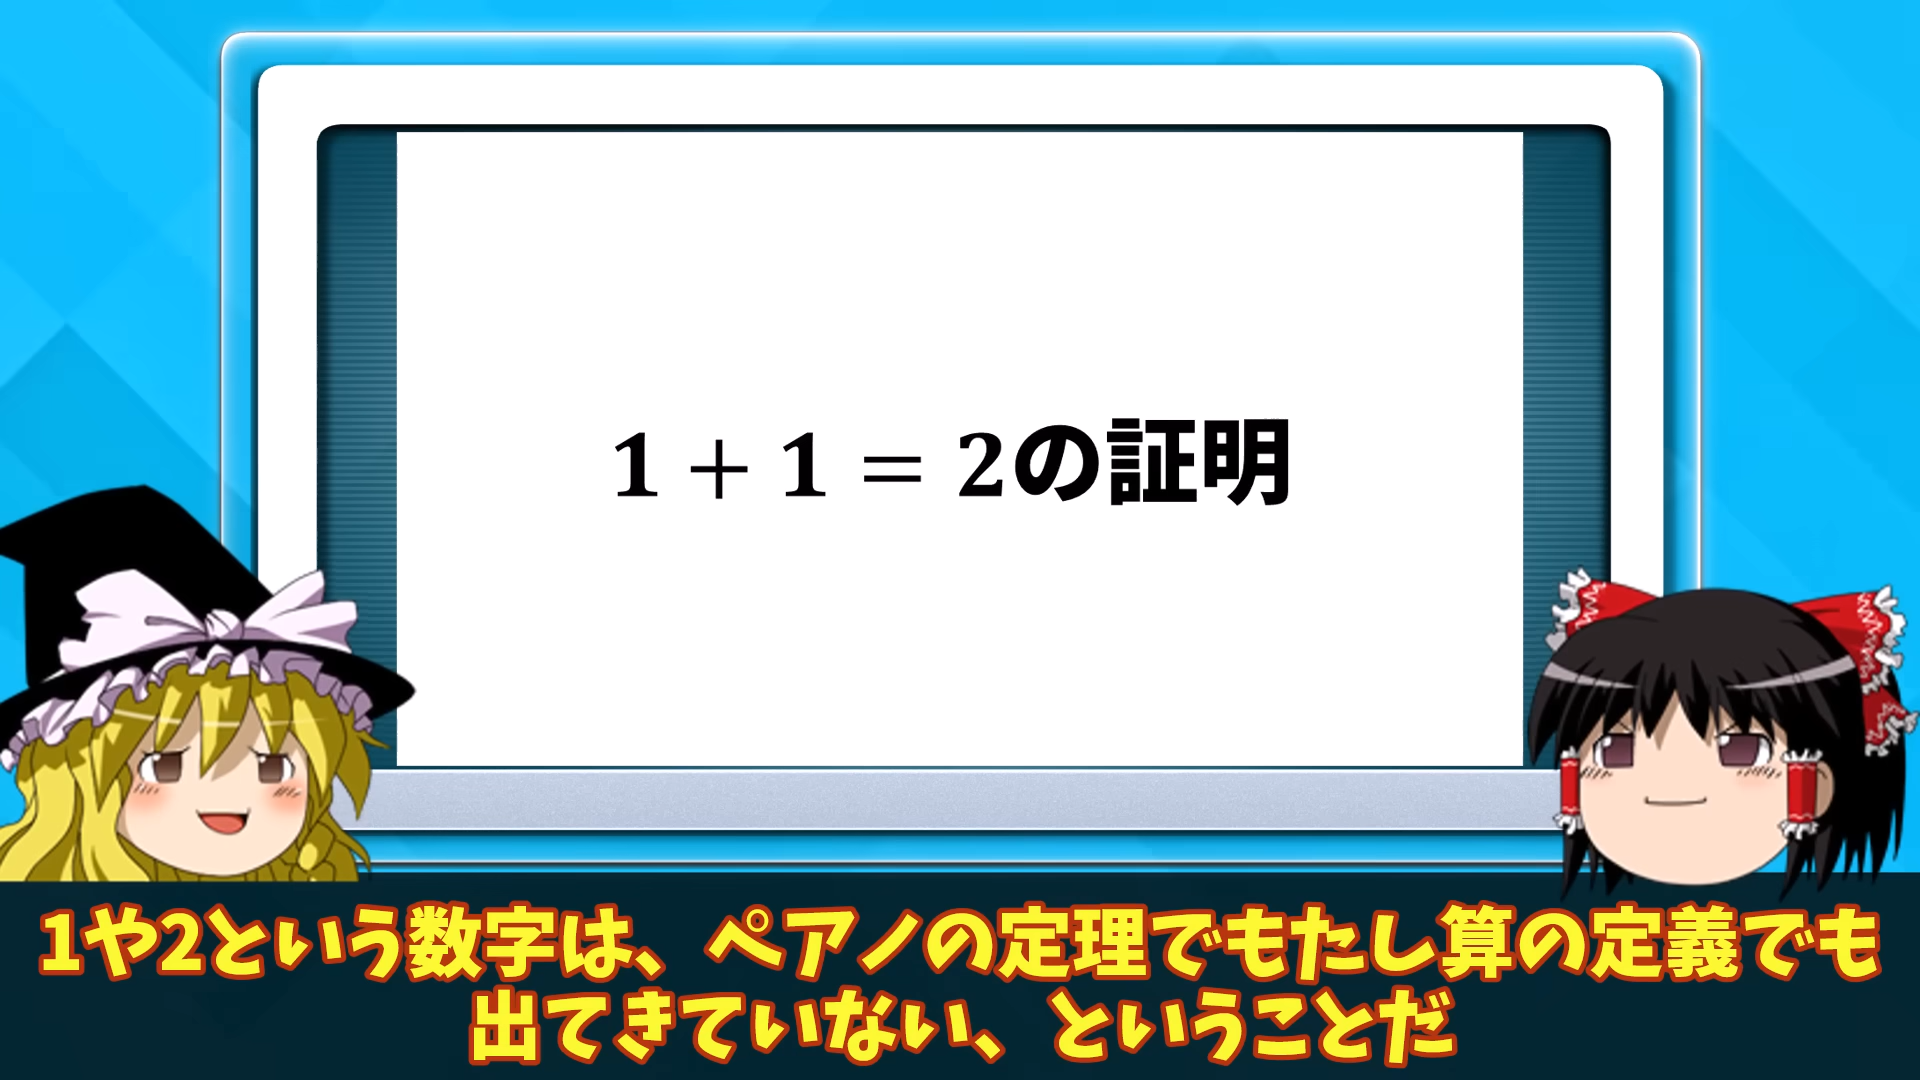 1 + 1 = 2の証明
1や2という数字は、ペアノの定理でもたし算の定義でも
出てきていない、ということだ